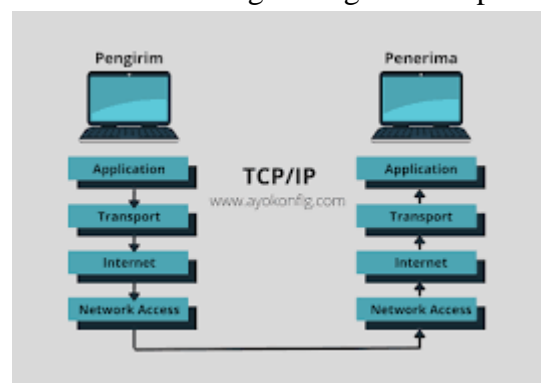 Pengirim
Penerima
Application
TCP/IP
Application
www.ayokonfig.com
Transport
Transport
Internet
Internet
Network Access
Network Access